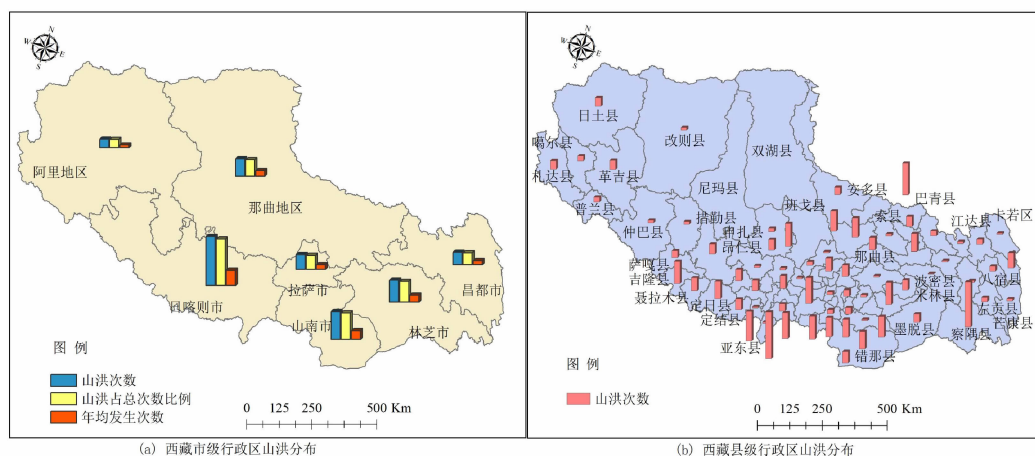 N
W
E
S
阿里地区
那曲地区
日喀则市
拉萨市
昌都市
山南市
林芝市
图 例
山洪次数
山洪占总次数比例
年均发生次数
0 125 250 500 Km
(a) 西藏市级行政区山洪分布
N
W
E
S
日土县
噶尔县
改则县
双湖县
札达县
革吉县
尼玛县
安多县
巴青县
普兰县
措勤县
班戈县
索县
江达县
卡若区
仲巴县
申扎县
昂仁县
那曲县
萨嘎县
吉隆县
波密县
八宿县
聂拉木县
定日县
米林县
左贡县
定结县
墨脱县
芒康县
亚东县
察隅县
错那县
图 例
山洪次数
0 125 250 500 Km
(b) 西藏县级行政区山洪分布